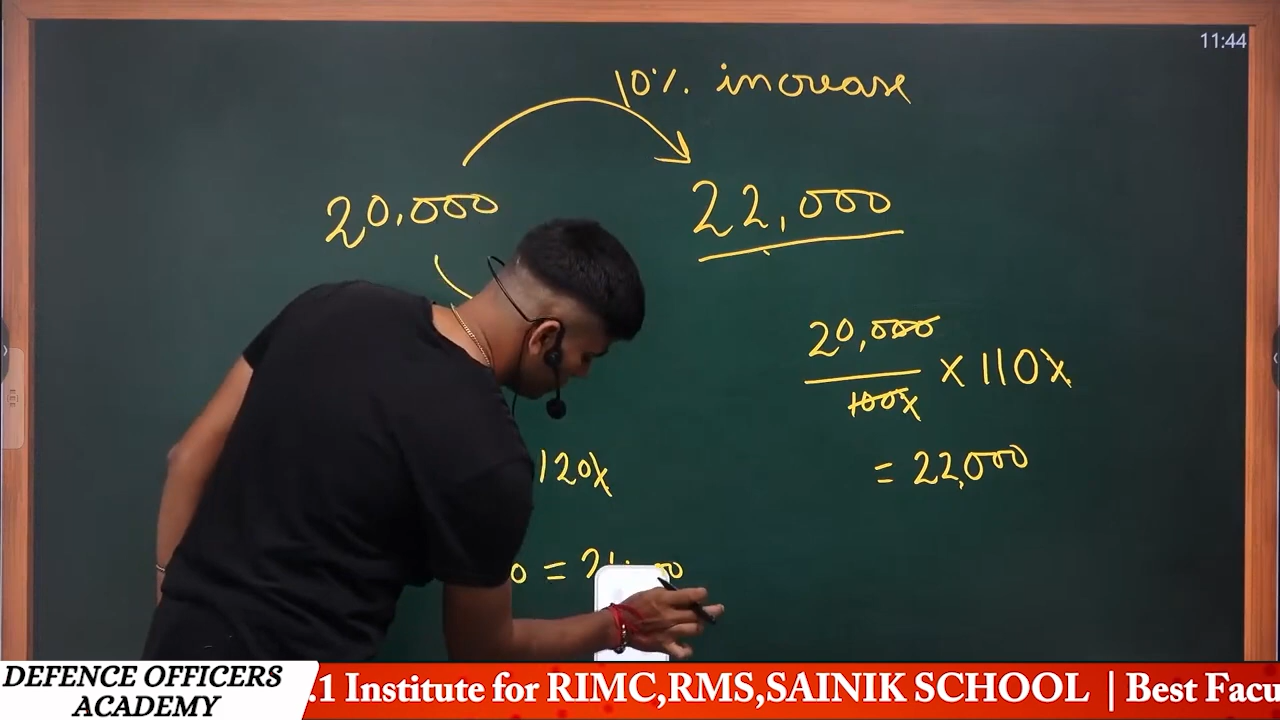 11:44
10% increase
20,000
22,000
20,000
100% × 110%
= 22,000
120%
0 =
DEFENCE OFFICERS
ACADEMY
.1 Institute for RIMC,RMS,SAINIK SCHOOL | Best Facu